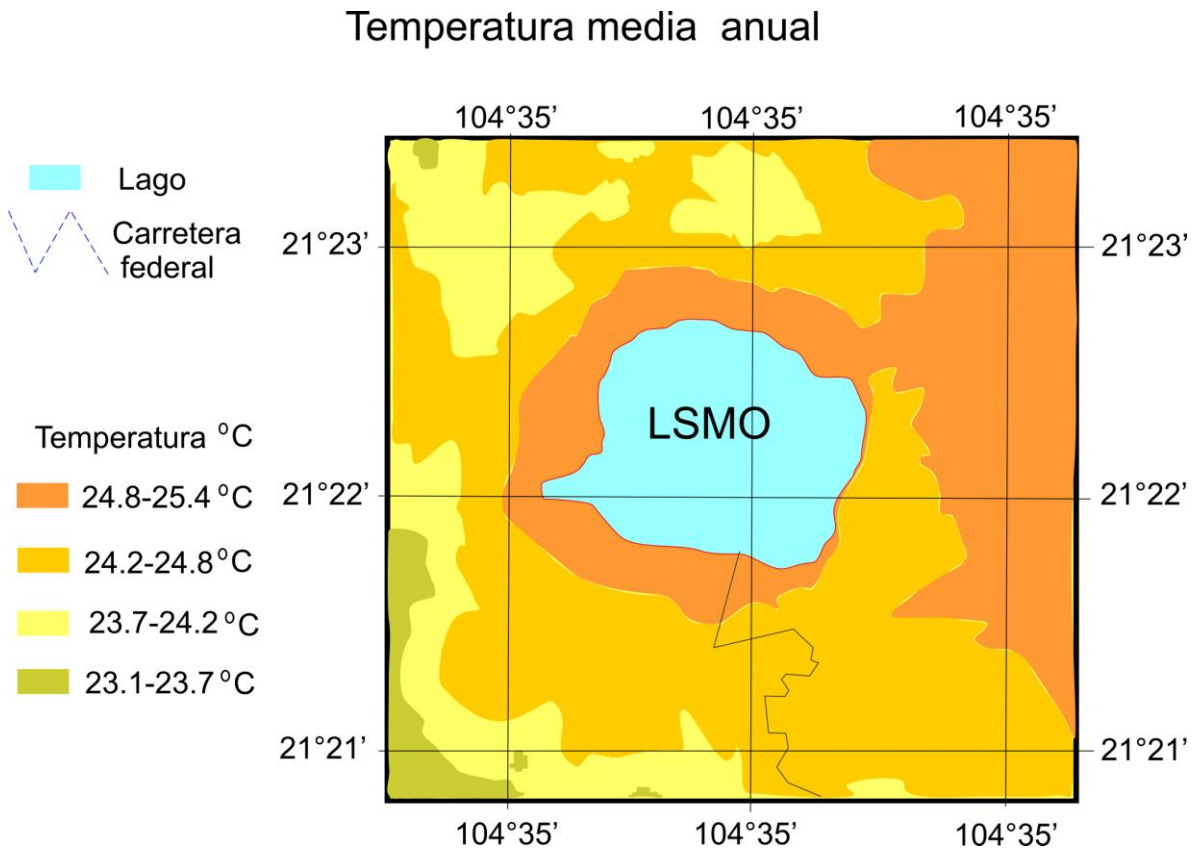 Temperatura media anual
104°35’ 104°35’ 104°35’
Lago
Carretera
federal
21°23’ 21°23’
LSMO
Temperatura °C
24.8-25.4 °C
21°22’ 21°22’
24.2-24.8 °C
23.7-24.2 °C
23.1-23.7 °C
21°21’ 21°21’
104°35’ 104°35’ 104°35’